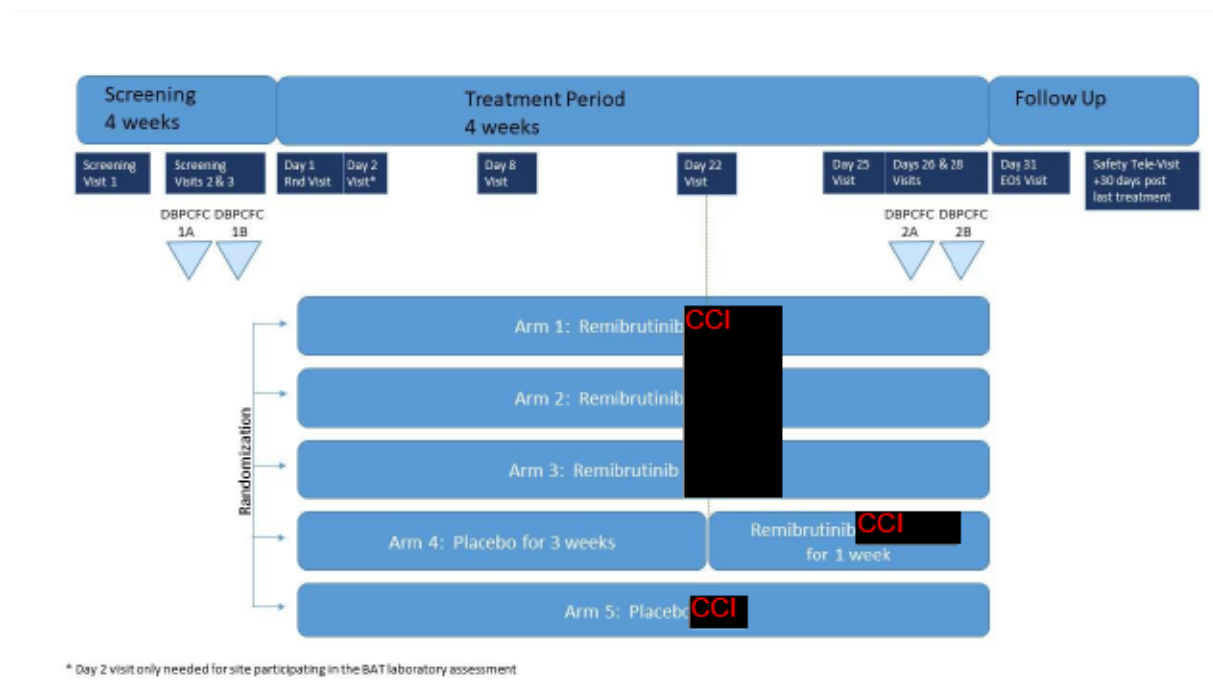 Screening
4 weeks
Treatment Period
4 weeks
Follow Up
Screening
Visit 1
Screening
Visits 2 & 3
Day 1
Rnd Visit
Day 2
Visit*
Day 8
Visit
Day 22
Visit
Day 25
Visit
Days 26 & 28
Visits
Day 31
EOS Visit
Safety Tele-Visit
+30 days post
last treatment
DBPCFC DBPCFC
1A 1B
DBPCFC DBPCFC
2A 2B
Randomization
Arm 1: Remibrutinib CCI
Arm 2: Remibrutinib
Arm 3: Remibrutinib
Arm 4: Placebo for 3 weeks
Remibrutinib CCI
for 1 week
Arm 5: Placebo CCI
* Day 2 visit only needed for site participating in the BAT laboratory assessment